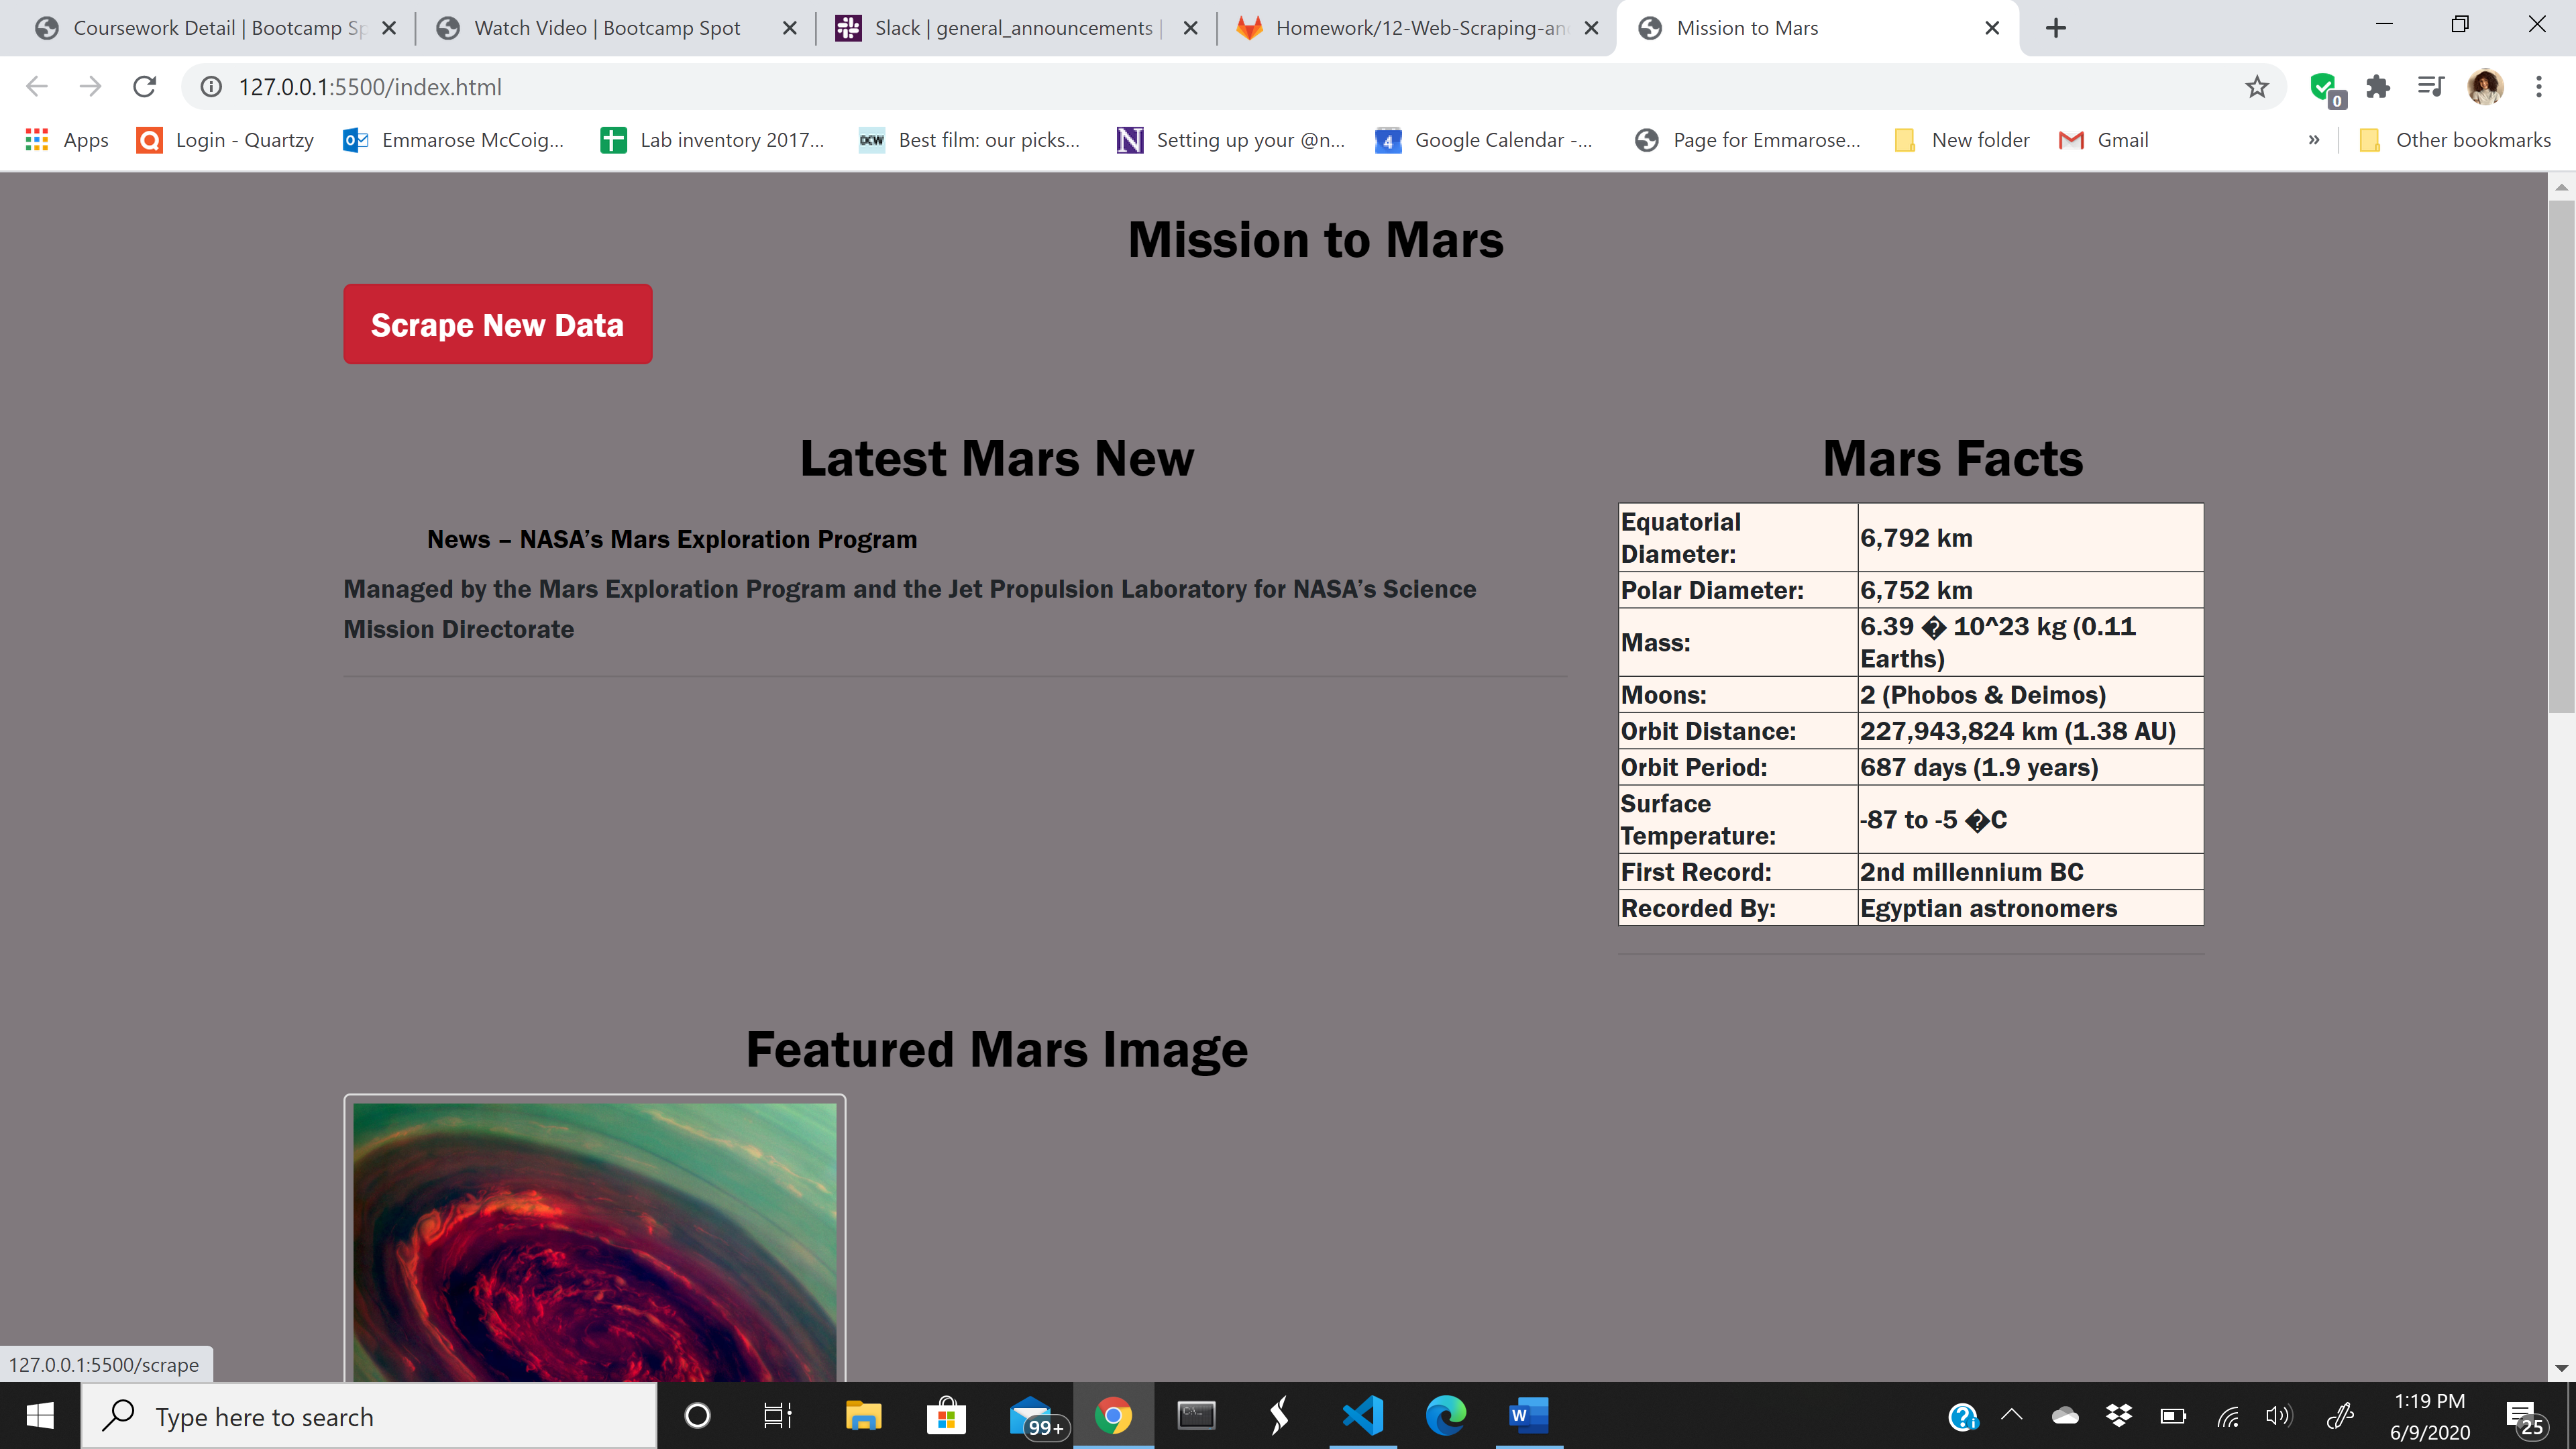 Coursework Detail | Bootcamp Sp
Watch Video | Bootcamp Spot
Slack | general_announcements |
Homework/12-Web-Scraping-and
Mission to Mars
127.0.0.1:5500/index.html
0
Apps
Login - Quartzy
Emmarose McCoig...
Lab inventory 2017...
DCW
Best film: our picks...
N
Setting up your @n...
4
Google Calendar -...
Page for Emmarose...
New folder
Gmail
»
Other bookmarks
Mission to Mars
Scrape New Data
Latest Mars New
News – NASA’s Mars Exploration Program
Managed by the Mars Exploration Program and the Jet Propulsion Laboratory for NASA’s Science
Mission Directorate
Mars Facts
Equatorial
Diameter:
6,792 km
Polar Diameter:
6,752 km
Mass:
6.39 � 10^23 kg (0.11
Earths)
Moons:
2 (Phobos & Deimos)
Orbit Distance:
227,943,824 km (1.38 AU)
Orbit Period:
687 days (1.9 years)
Surface
Temperature:
-87 to -5 �C
First Record:
2nd millennium BC
Recorded By:
Egyptian astronomers
Featured Mars Image
127.0.0.1:5500/scrape
Type here to search
99+
W
1:19 PM
6/9/2020
25